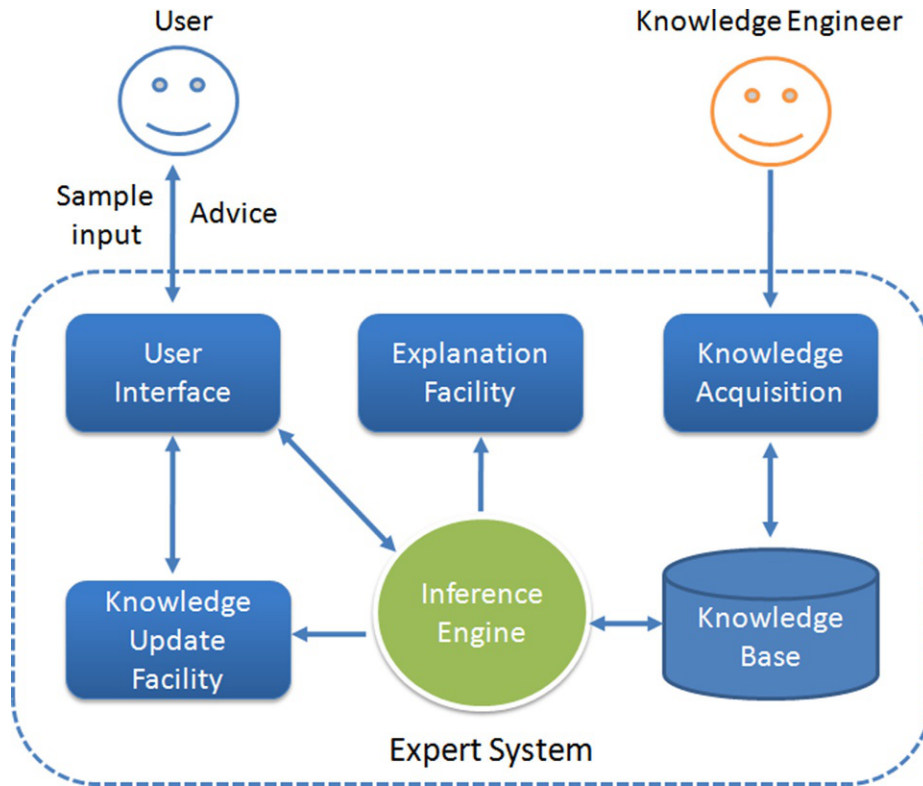 User
Knowledge Engineer
Sample
input
Advice
User
Interface
Explanation
Facility
Knowledge
Acquisition
Knowledge
Update
Facility
Inference
Engine
Knowledge
Base
Expert System